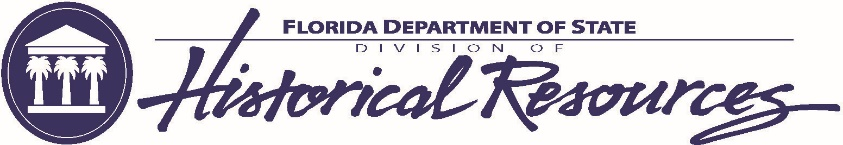 FLORIDA DEPARTMENT OF STATE
DIVISION OF
Historical Resources